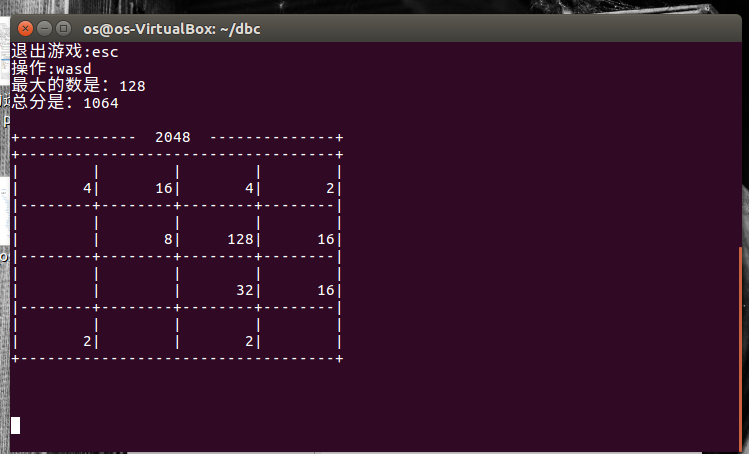 os@os-VirtualBox: ~/dbc
退出游戏:esc
操作:wasd
最大的数是: 128
总分是: 1064
+-------------  2048  --------------+
+-----------------------------------+
|        |        |        |        |
|       4|      16|       4|       2|
|--------+--------+--------+--------|
|        |        |        |        |
|        |       8|     128|      16|
|--------+--------+--------+--------|
|        |        |        |        |
|        |        |      32|      16|
|--------+--------+--------+--------|
|        |        |        |        |
|       2|        |       2|        |
+-----------------------------------+